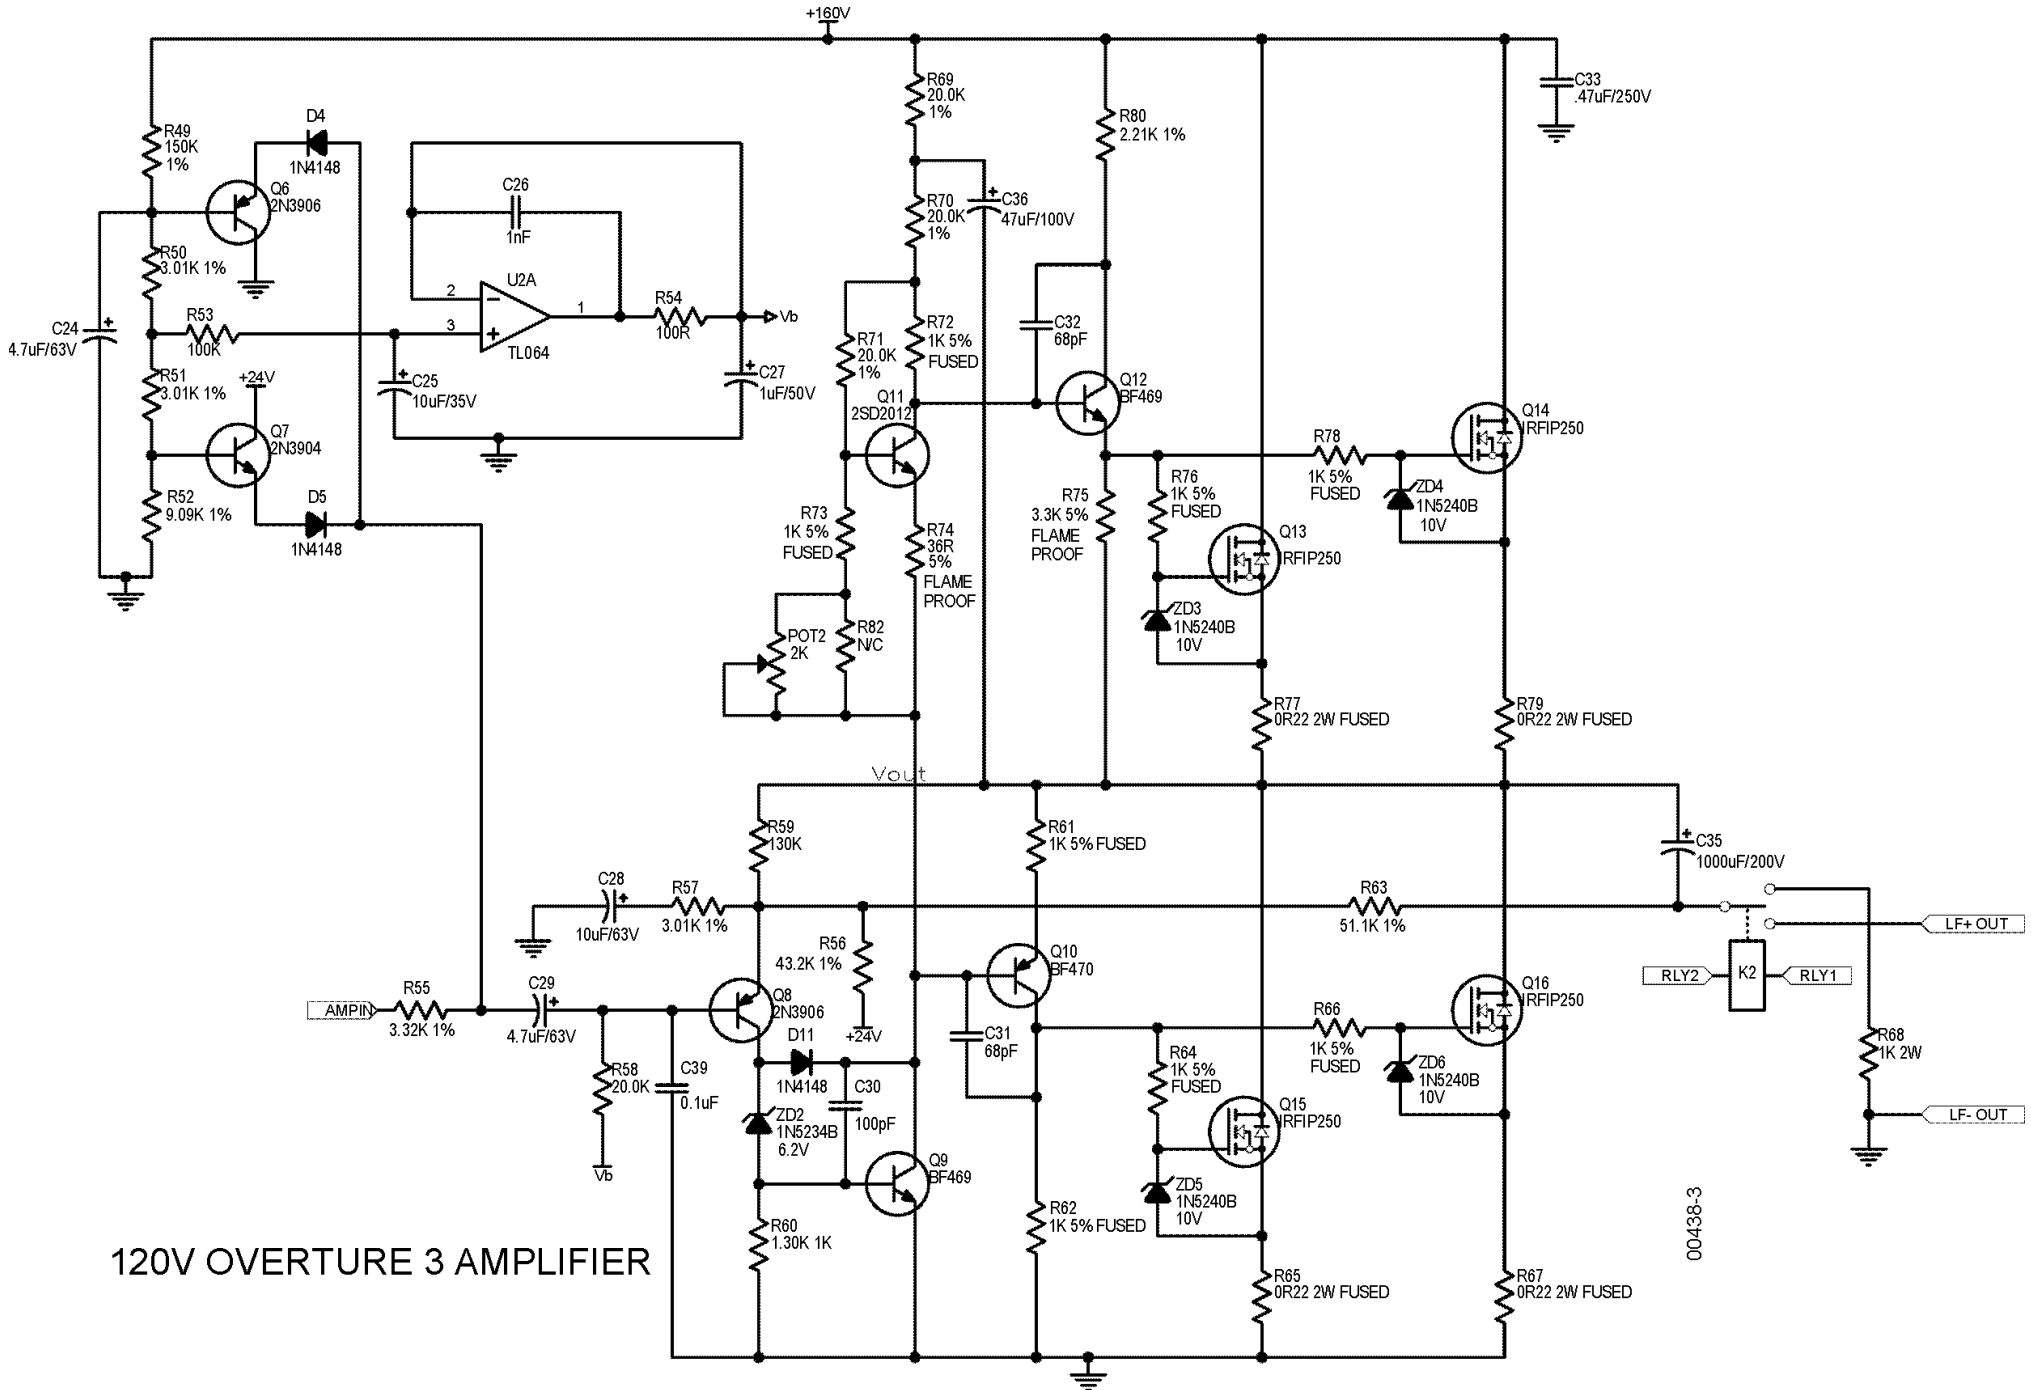 +160V
R49
150K
1%
D4
1N4148
Q6
2N3906
R50
3.01K 1%
C24
+
4.7uF/63V
R53
100K
R51
3.01K 1%
+24V
Q7
2N3904
R52
9.09K 1%
D5
1N4148
C26
1nF
U2A
2
3
1
TL064
R54
100R
Vb
C25
+
10uF/35V
C27
+
1uF/50V
R69
20.0K
1%
R70
20.0K
1%
C36
+
47uF/100V
R80
2.21K 1%
C33
.47uF/250V
R71
20.0K
1%
R72
1K 5%
FUSED
C32
68pF
Q11
2SD2012
Q12
BF469
Q14
IRFIP250
R78
1K 5%
FUSED
ZD4
1N5240B
10V
R73
1K 5%
FUSED
R74
36R
5%
FLAME
PROOF
R75
3.3K 5%
FLAME
PROOF
R76
1K 5%
FUSED
Q13
IRFIP250
ZD3
1N5240B
10V
POT2
2K
R82
N/C
R77
0R22 2W FUSED
R79
0R22 2W FUSED
Vout
R59
130K
R61
1K 5% FUSED
C35
+
1000uF/200V
C28
+
10uF/63V
R57
3.01K 1%
R56
43.2K 1%
+24V
R63
51.1K 1%
LF+ OUT
RLY2
K2
RLY1
AMPIN
R55
3.32K 1%
C29
+
4.7uF/63V
Q8
2N3906
Q10
BF470
Q16
IRFIP250
R66
1K 5%
FUSED
R58
20.0K
Vb
C39
0.1uF
D11
1N4148
C30
100pF
C31
68pF
R64
1K 5%
FUSED
ZD6
1N5240B
10V
R68
1K 2W
LF- OUT
ZD2
1N5234B
6.2V
Q9
BF469
Q15
IRFIP250
ZD5
1N5240B
10V
R60
1.30K 1K
R62
1K 5% FUSED
R65
0R22 2W FUSED
R67
0R22 2W FUSED
00438-3
120V OVERTURE 3 AMPLIFIER